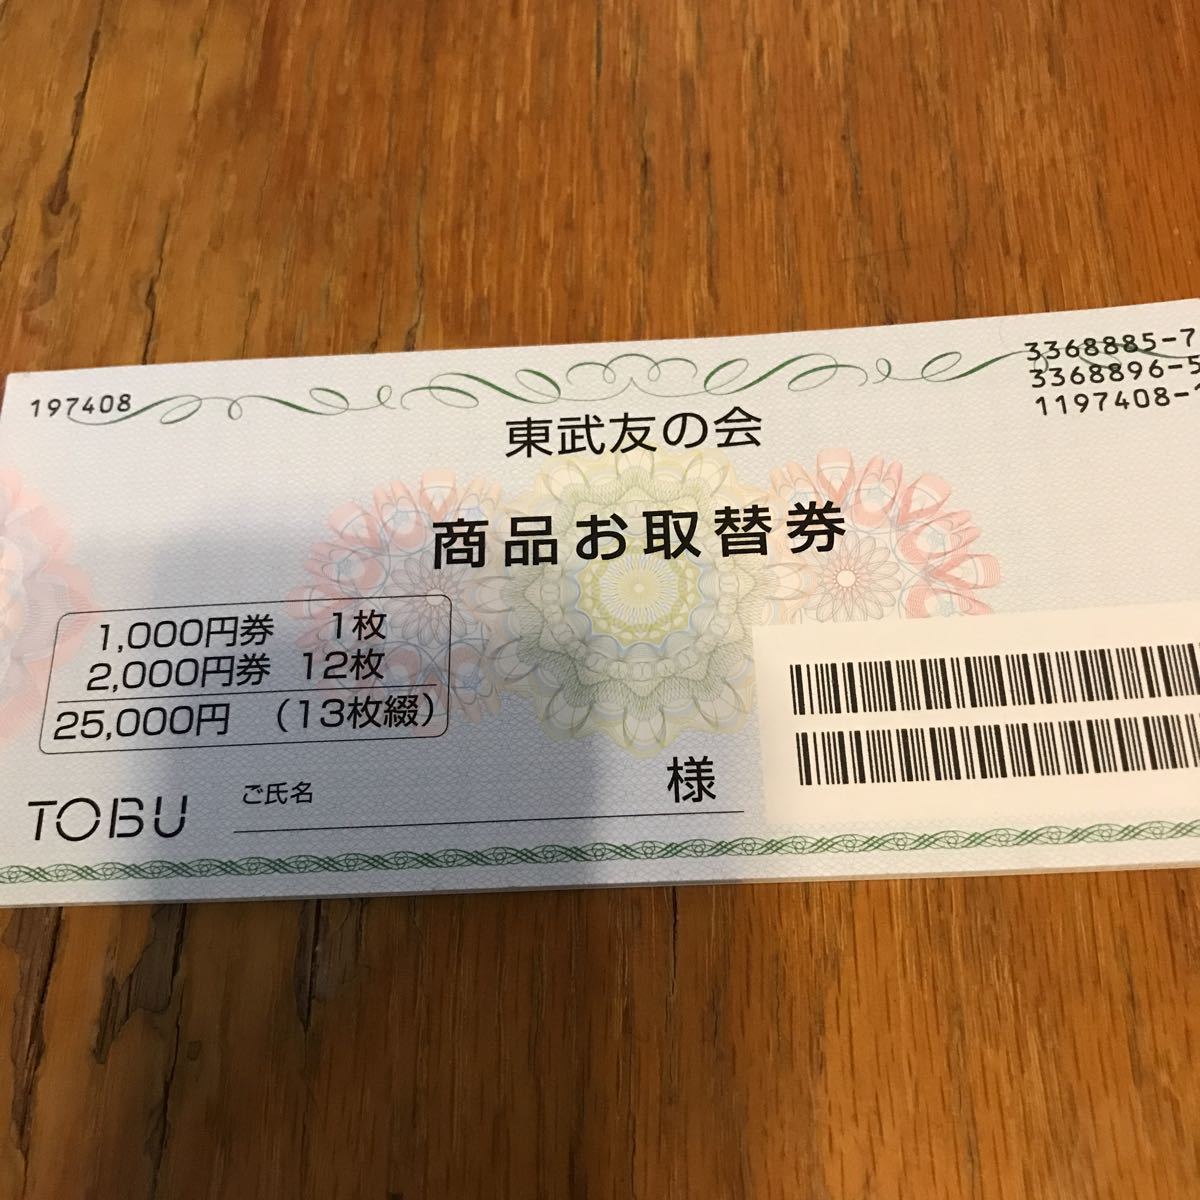 197408
3368885-7
3368896-5
1197408-
東武友の会
商品お取替券
1,000円券 1枚
2,000円券 12枚
25,000円 (13枚綴)
TOBU
ご氏名 様